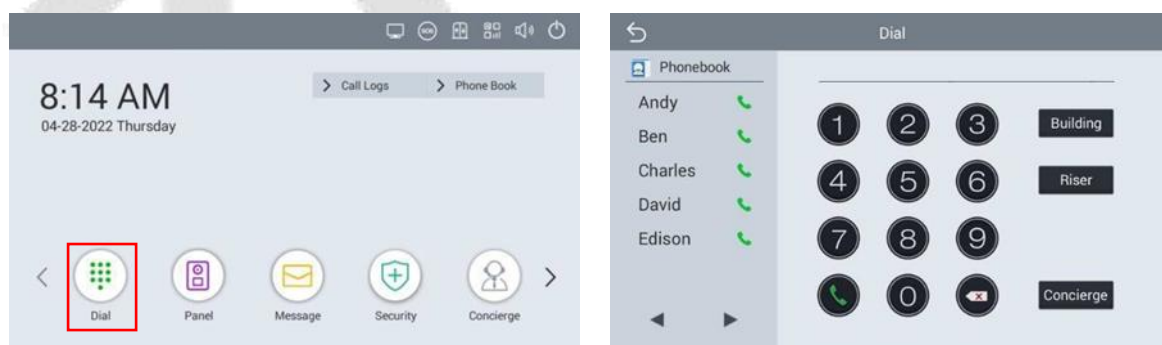 SOS
8:14 AM
04-28-2022 Thursday
Call Logs
Phone Book
Dial
Panel
Message
Security
Concierge
Dial
Phonebook
Andy
Ben
Charles
David
Edison
1 2 3 Building
4 5 6 Riser
7 8 9
0 Concierge